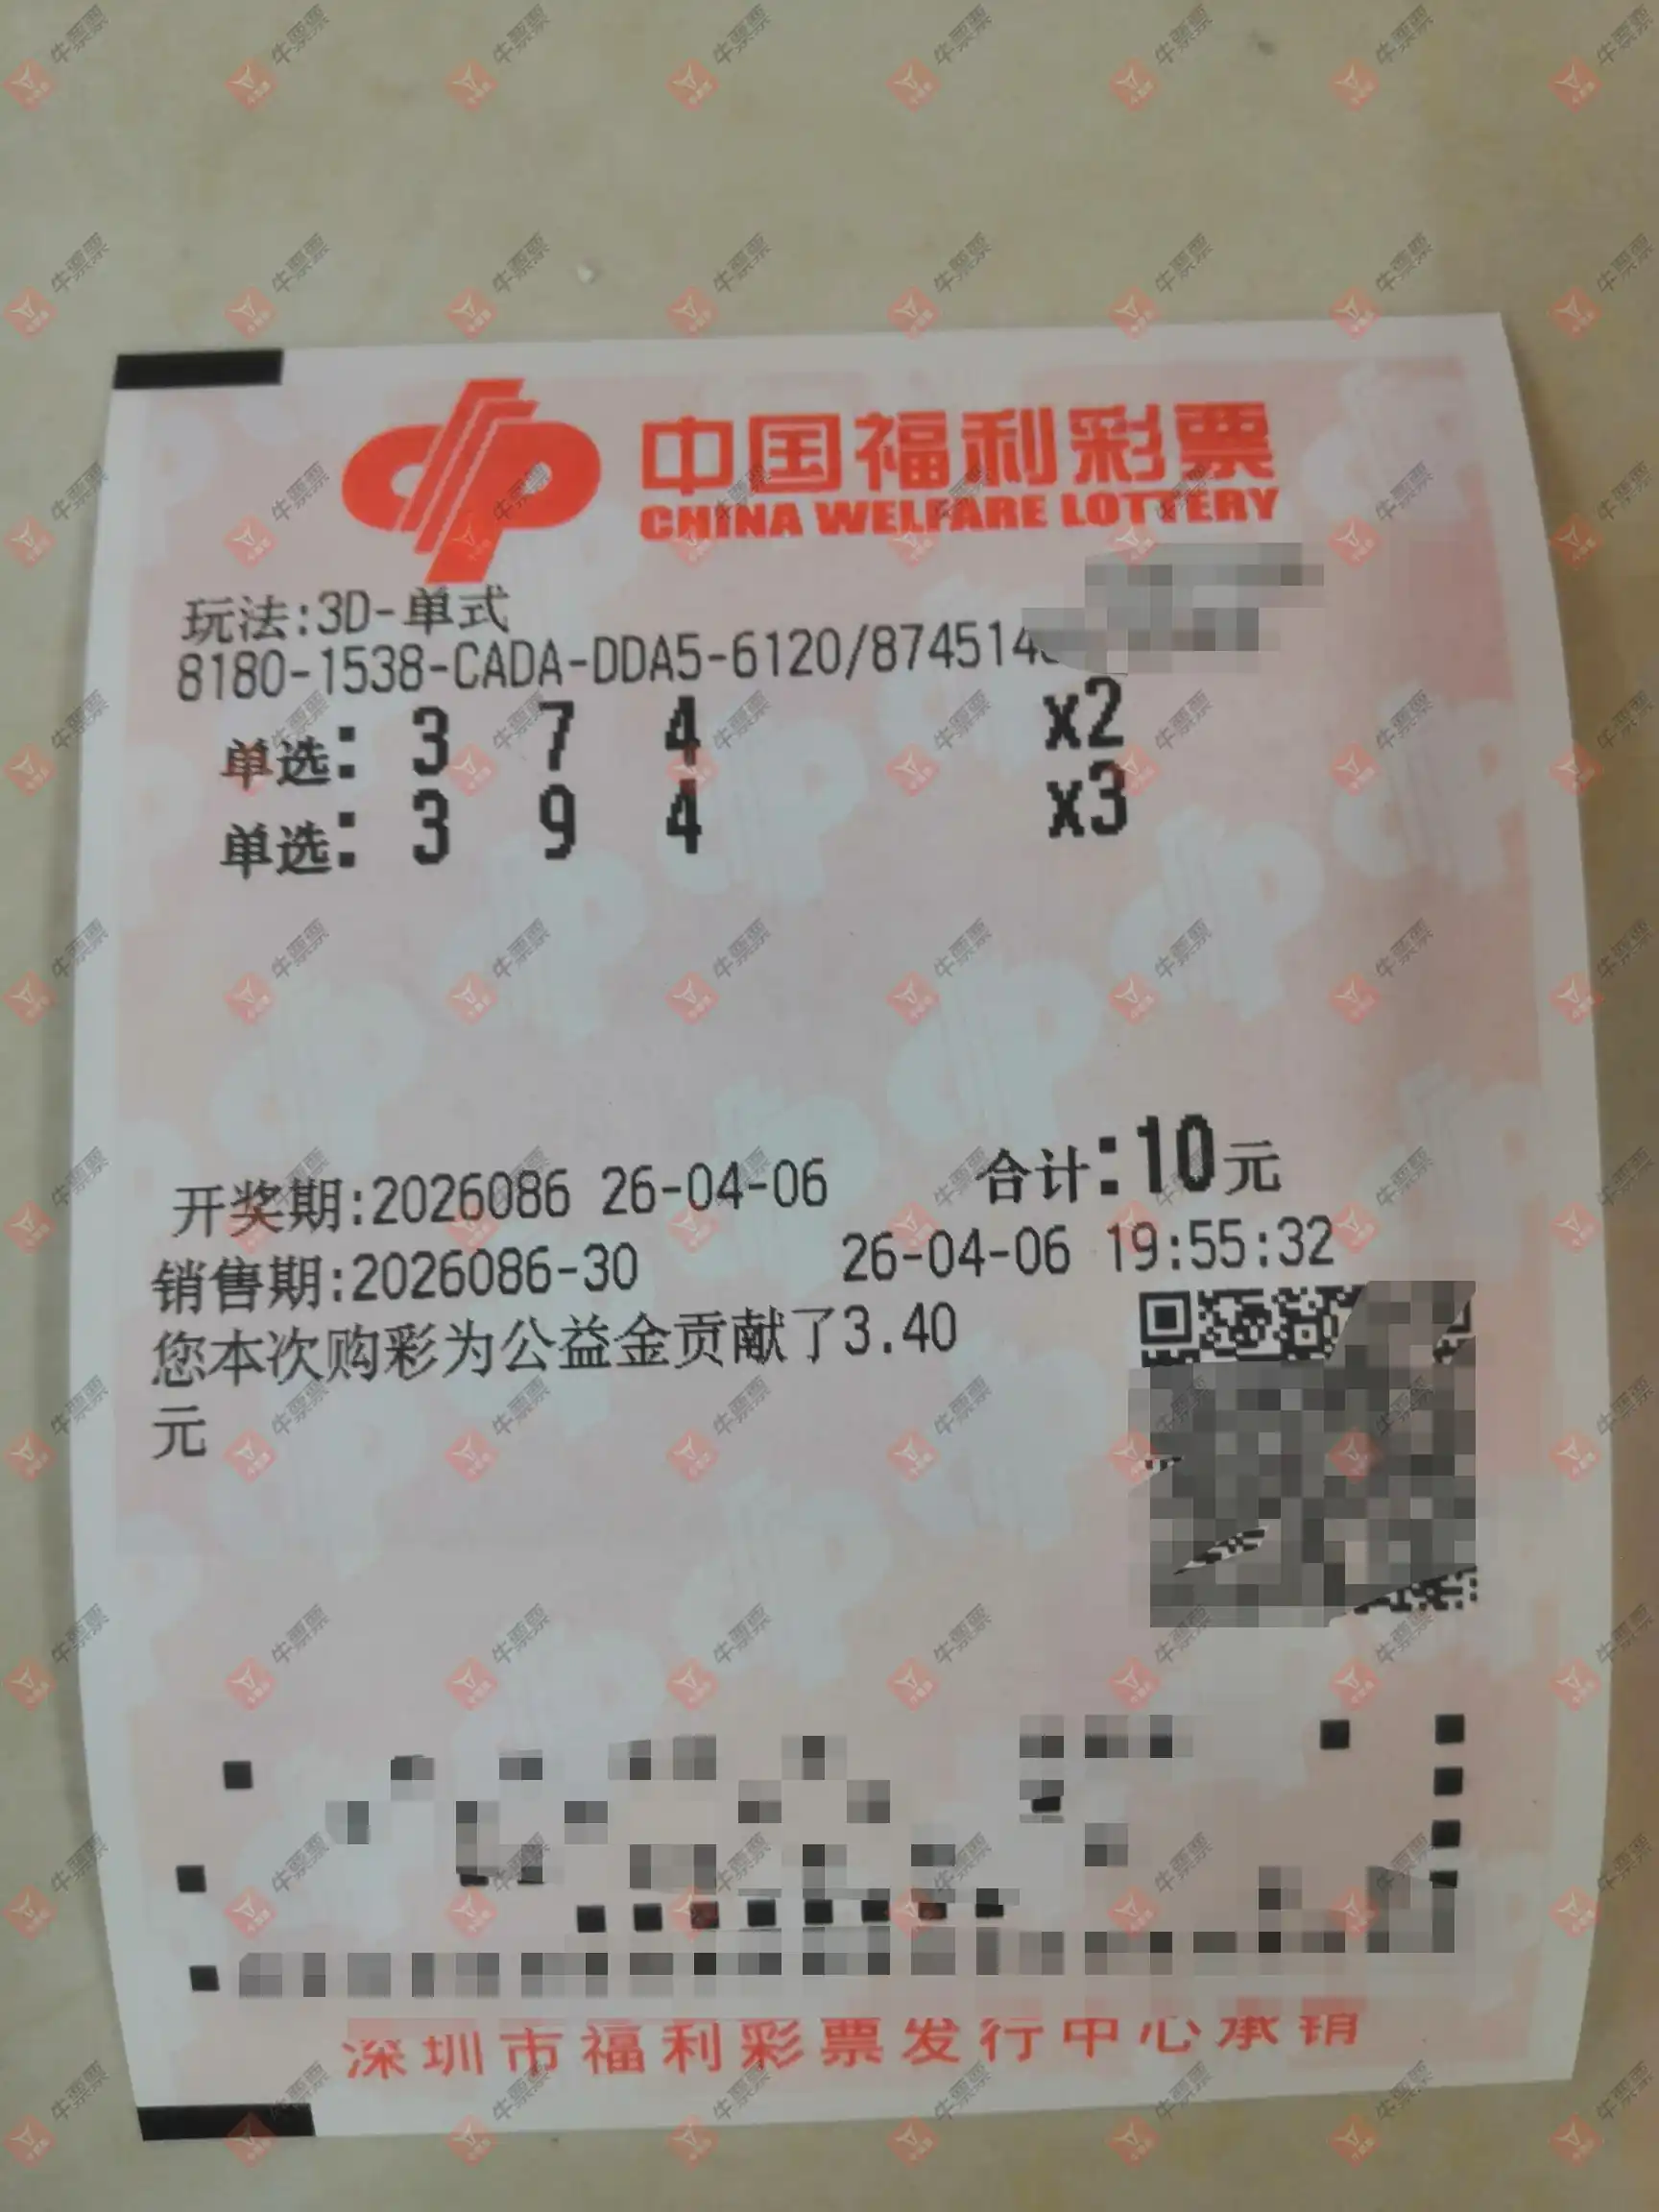 中国福利彩票
CHINA WELFARE LOTTERY
玩法:3D-单式
8180-1538-CADA-DDA5-6120/874514
单选: 3 7 4 x2
单选: 3 9 4 x3
开奖期:2026086 26-04-06 合计:10元
销售期:2026086-30 26-04-06 19:55:32
您本次购彩为公益金贡献了3.40
元
深圳市福利彩票发行中心承销
牛票票